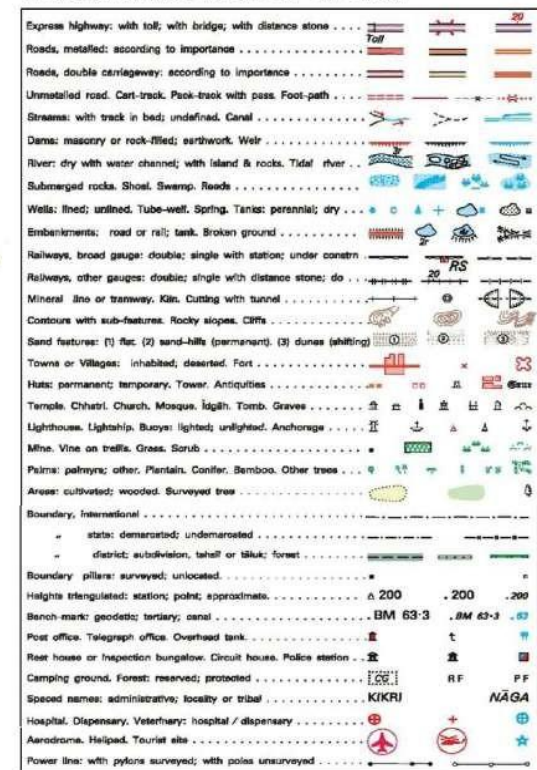 Express highway: with toll; with bridge; with distance stone . . . . Toll 20
Roads, metalled: according to importance . . . . . . . . . .
Roads, double carriageway: according to importance . . . . . . .
Unmetalled road. Cart-track. Pack-track with pass. Foot-path . . . .
Streams: with track in bed; undefined. Canal . . . . . . . . .
Dams: masonry or rock-filled; earthwork. Weir . . . . . . . . .
River: dry with water channel; with island & rocks. Tidal river . . 3r
Submerged rocks. Shoal. Swamp. Reeds . . . . . . . . . . . .
Wells: lined; unlined. Tube-well. Spring. Tanks: perennial; dry . .
Embankments: road or rail; tank. Broken ground . . . . . . . . 2r
Railways, broad gauge: double; single with station; under constrn RS
Railways, other gauges: double; single with distance stone; do . . 20
Mineral line or tramway. Kiln. Cutting with tunnel . . . . . . .
Contours with sub-features. Rocky slopes. Cliffs . . . . . . . .
Sand features: (1) flat. (2) sand-hills (permanent). (3) dunes (shifting) 1 2 3
Towns or Villages: inhabited; deserted. Fort . . . . . . . . . .
Huts: permanent; temporary. Tower. Antiquities . . . . . . . .
Temple. Chhatri. Church. Mosque. Īdgāh. Tomb. Graves . . . . . .
Lighthouse. Lightship. Buoys: lighted; unlighted. Anchorage . . . .
Mine. Vine on trellis. Grass. Scrub . . . . . . . . . . . . . .
Palms: palmyra; other. Plantain. Conifer. Bamboo. Other trees . . .
Areas: cultivated; wooded. Surveyed tree . . . . . . . . . . .
Boundary, international . . . . . . . . . . . . . . . . . . .
„ state: demarcated; undemarcated . . . . . . . . . . .
„ district; subdivision, tahsil or tāluk; forest . . . . . . .
Boundary pillars: surveyed; unlocated. . . . . . . . . . . . .
Heights triangulated: station; point; approximate. . . . . . . . 200 .200 .200
Bench-mark: geodetic; tertiary; canal . . . . . . . . . . . . . BM 63·3 . BM 63·3 . 63
Post office. Telegraph office. Overhead tank. . . . . . . . . . t
Rest house or inspection bungalow. Circuit house. Police station . .
Camping ground. Forest: reserved; protected . . . . . . . . . . CG RF PF
Spaced names: administrative; locality or tribal . . . . . . . . KIKRI NĀGA
Hospital. Dispensary. Veterinary: hospital / dispensary . . . . . .
Aerodrome. Helipad. Tourist site . . . . . . . . . . . . . . .
Power line: with pylons surveyed; with poles unsurveyed . . . . .